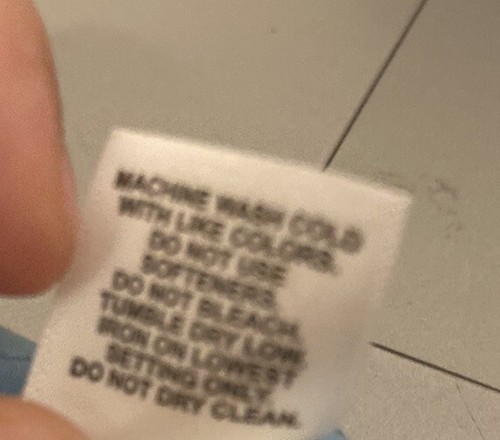 MACHINE WASH COLD
WITH LIKE COLORS.
DO NOT USE
SOFTENERS.
DO NOT BLEACH.
TUMBLE DRY LOW.
IRON ON LOWEST
SETTING ONLY.
DO NOT DRY CLEAN.